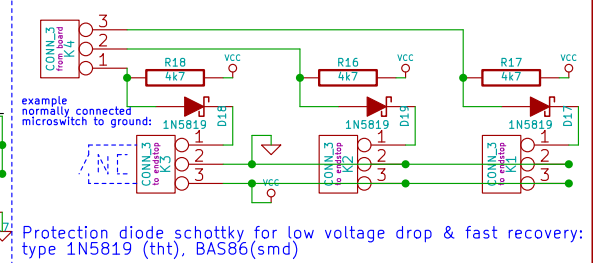 CONN_3
from board
K4
3
2
1
R18
4k7
VCC
R16
4k7
VCC
R17
4k7
VCC
example
normally connected
microswitch to ground:
1N5819
D18
1N5819
D19
1N5819
D17
NC
CONN_3
to endstop
K3
1
2
3
CONN_3
to endstop
K2
1
2
3
CONN_3
to endstop
K1
1
2
3
VCC
Protection diode schottky for low voltage drop & fast recovery:
type 1N5819 (tht), BAS86(smd)